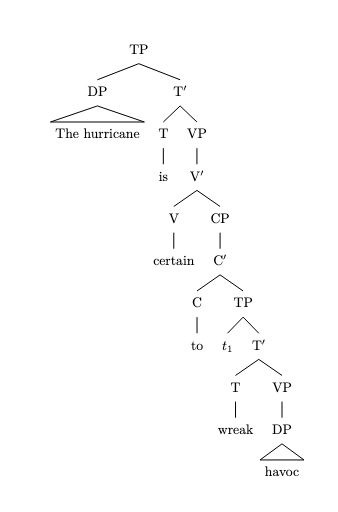 TP
DP T′
The hurricane T VP
is V′
V CP
certain C′
C TP
to t₁ T′
T VP
wreak DP
havoc